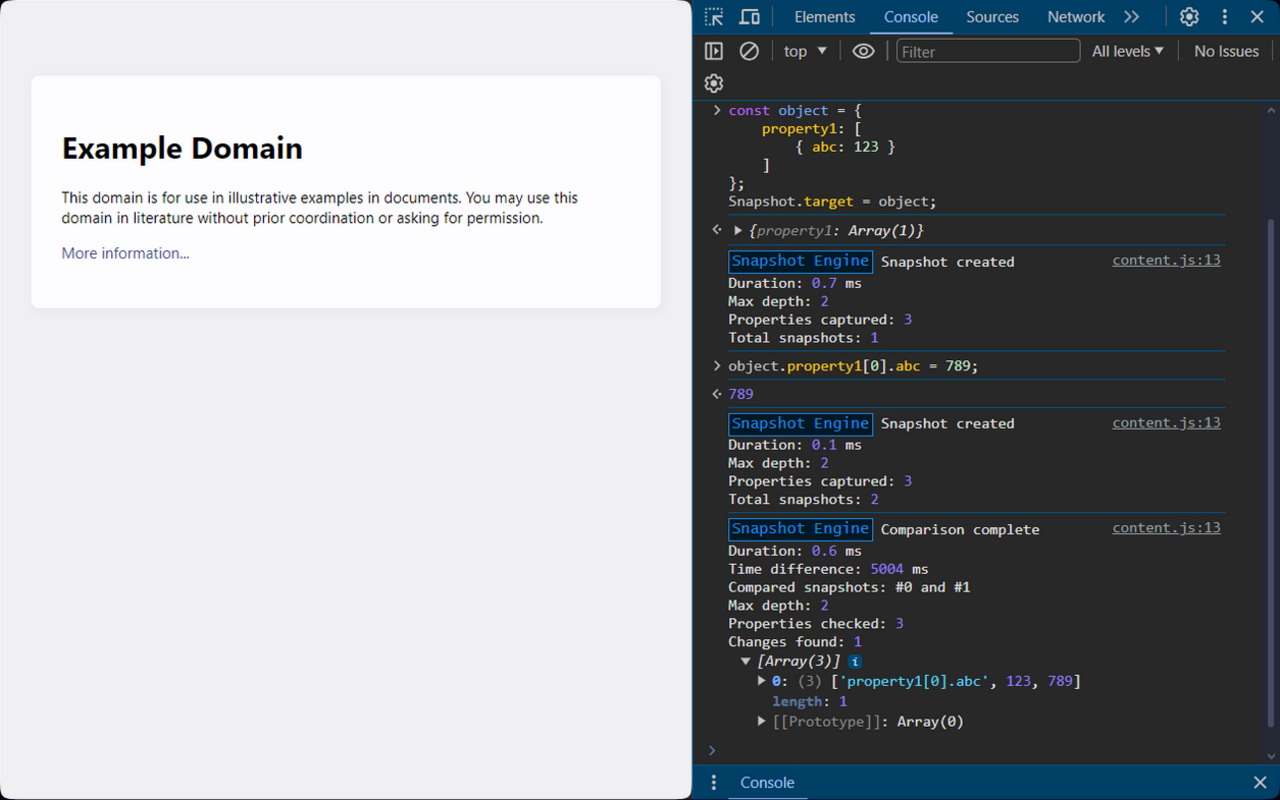 Example Domain
This domain is for use in illustrative examples in documents. You may use this
domain in literature without prior coordination or asking for permission.
More information...
Elements Console Sources Network
top Filter All levels No Issues
const object = {
    property1: [
        { abc: 123 }
    ]
};
Snapshot.target = object;
{property1: Array(1)}
Snapshot Engine Snapshot created content.js:13
Duration: 0.7 ms
Max depth: 2
Properties captured: 3
Total snapshots: 1
object.property1[0].abc = 789;
789
Snapshot Engine Snapshot created content.js:13
Duration: 0.1 ms
Max depth: 2
Properties captured: 3
Total snapshots: 2
Snapshot Engine Comparison complete content.js:13
Duration: 0.6 ms
Time difference: 5004 ms
Compared snapshots: #0 and #1
Max depth: 2
Properties checked: 3
Changes found: 1
[Array(3)] i
0: (3) ['property1[0].abc', 123, 789]
length: 1
[[Prototype]]: Array(0)
Console